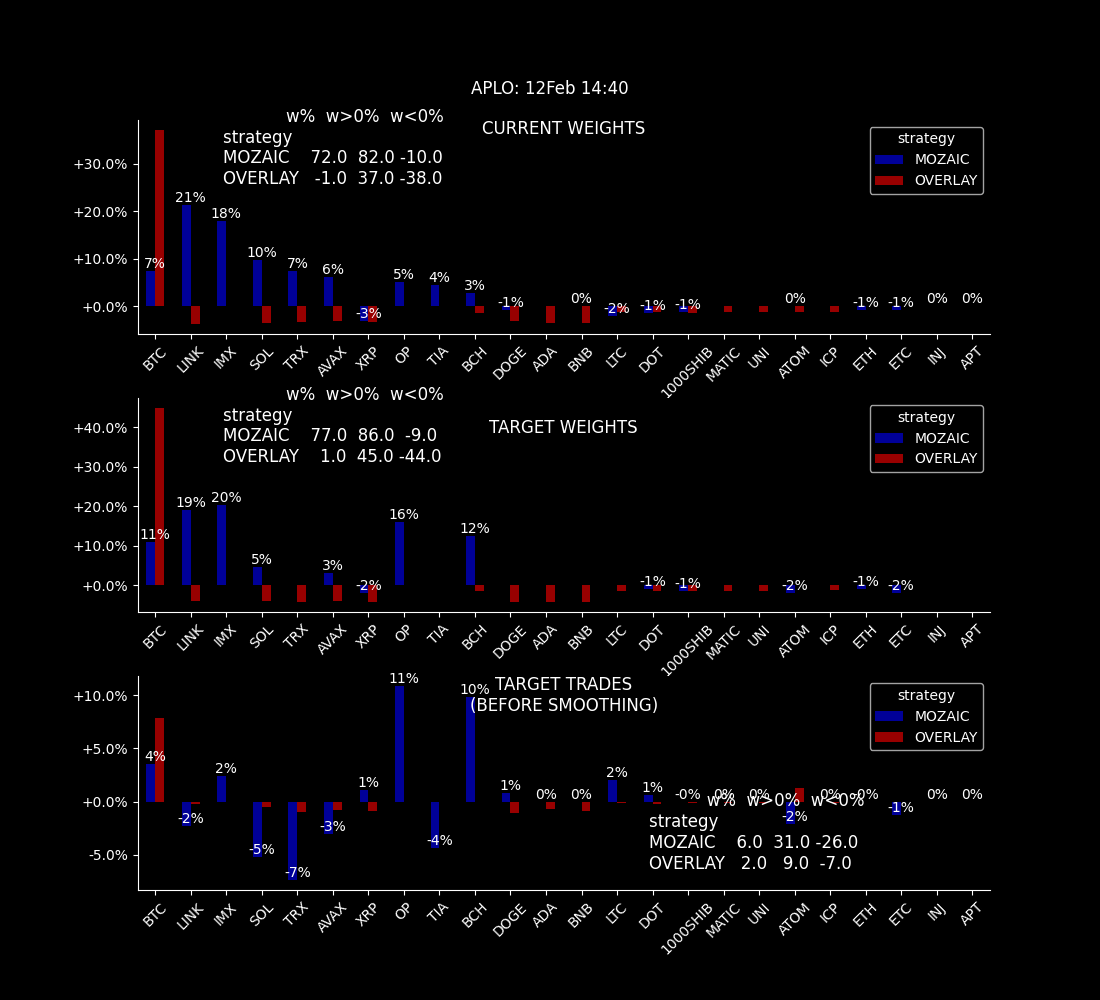 APLO: 12Feb 14:40
CURRENT WEIGHTS
w% w>0% w<0%
strategy
MOZAIC 72.0 82.0 -10.0
OVERLAY -1.0 37.0 -38.0
strategy
MOZAIC
OVERLAY
+30.0%
+20.0%
+10.0%
+0.0%
7% 21% 18% 10% 7% 6% -3% 5% 4% 3% -1% 0% -2% -1% -1% 0% -1% -1% 0% 0%
BTC LINK IMX SOL TRX AVAX XRP OP TIA BCH DOGE ADA BNB LTC DOT 1000SHIB MATIC UNI ATOM ICP ETH ETC INJ APT
TARGET WEIGHTS
w% w>0% w<0%
strategy
MOZAIC 77.0 86.0 -9.0
OVERLAY 1.0 45.0 -44.0
strategy
MOZAIC
OVERLAY
+40.0%
+30.0%
+20.0%
+10.0%
+0.0%
11% 19% 20% 5% 3% -2% 16% 12% -1% -1% -2% -1% -2%
BTC LINK IMX SOL TRX AVAX XRP OP TIA BCH DOGE ADA BNB LTC DOT 1000SHIB MATIC UNI ATOM ICP ETH ETC INJ APT
TARGET TRADES
(BEFORE SMOOTHING)
strategy
MOZAIC
OVERLAY
+10.0%
+5.0%
+0.0%
-5.0%
4% -2% 2% -5% -7% -3% 1% 11% -4% 10% 1% 0% 0% 2% 1% -0% 0% 0% -2% 0% -0% -1% 0% 0%
w% w>0% w<0%
strategy
MOZAIC 6.0 31.0 -26.0
OVERLAY 2.0 9.0 -7.0
BTC LINK IMX SOL TRX AVAX XRP OP TIA BCH DOGE ADA BNB LTC DOT 1000SHIB MATIC UNI ATOM ICP ETH ETC INJ APT